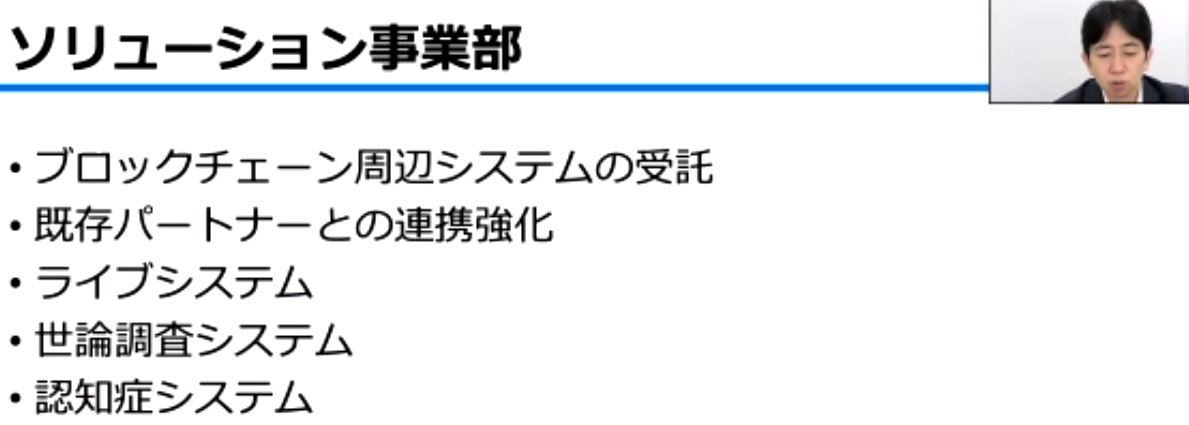 ソリューション事業部
• ブロックチェーン周辺システムの受託
• 既存パートナーとの連携強化
• ライブシステム
• 世論調査システム
• 認知症システム